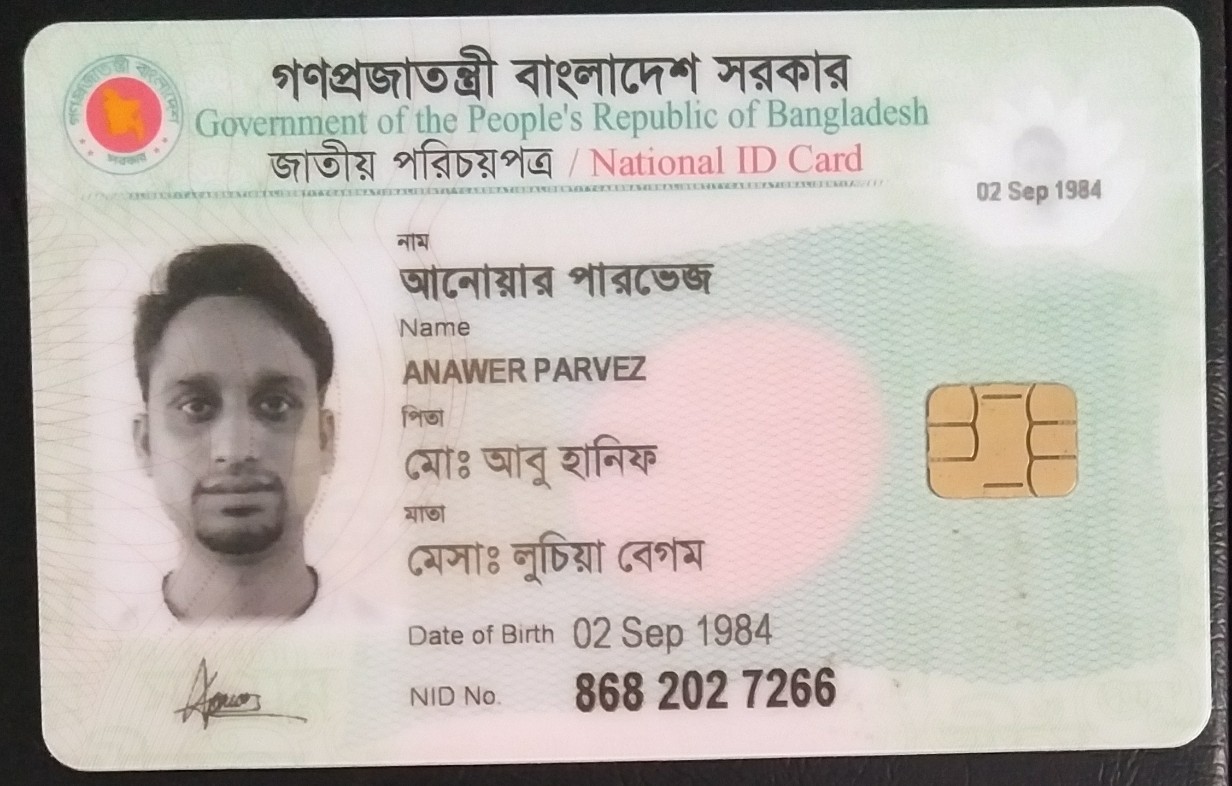 গণপ্রজাতন্ত্রী বাংলাদেশ সরকার
Government of the People's Republic of Bangladesh
জাতীয় পরিচয়পত্র / National ID Card
02 Sep 1984
নাম
আনোয়ার পারভেজ
Name
ANAWER PARVEZ
পিতা
মোঃ আবু হানিফ
মাতা
মেসাঃ লুচিয়া বেগম
Date of Birth 02 Sep 1984
NID No. 868 202 7266